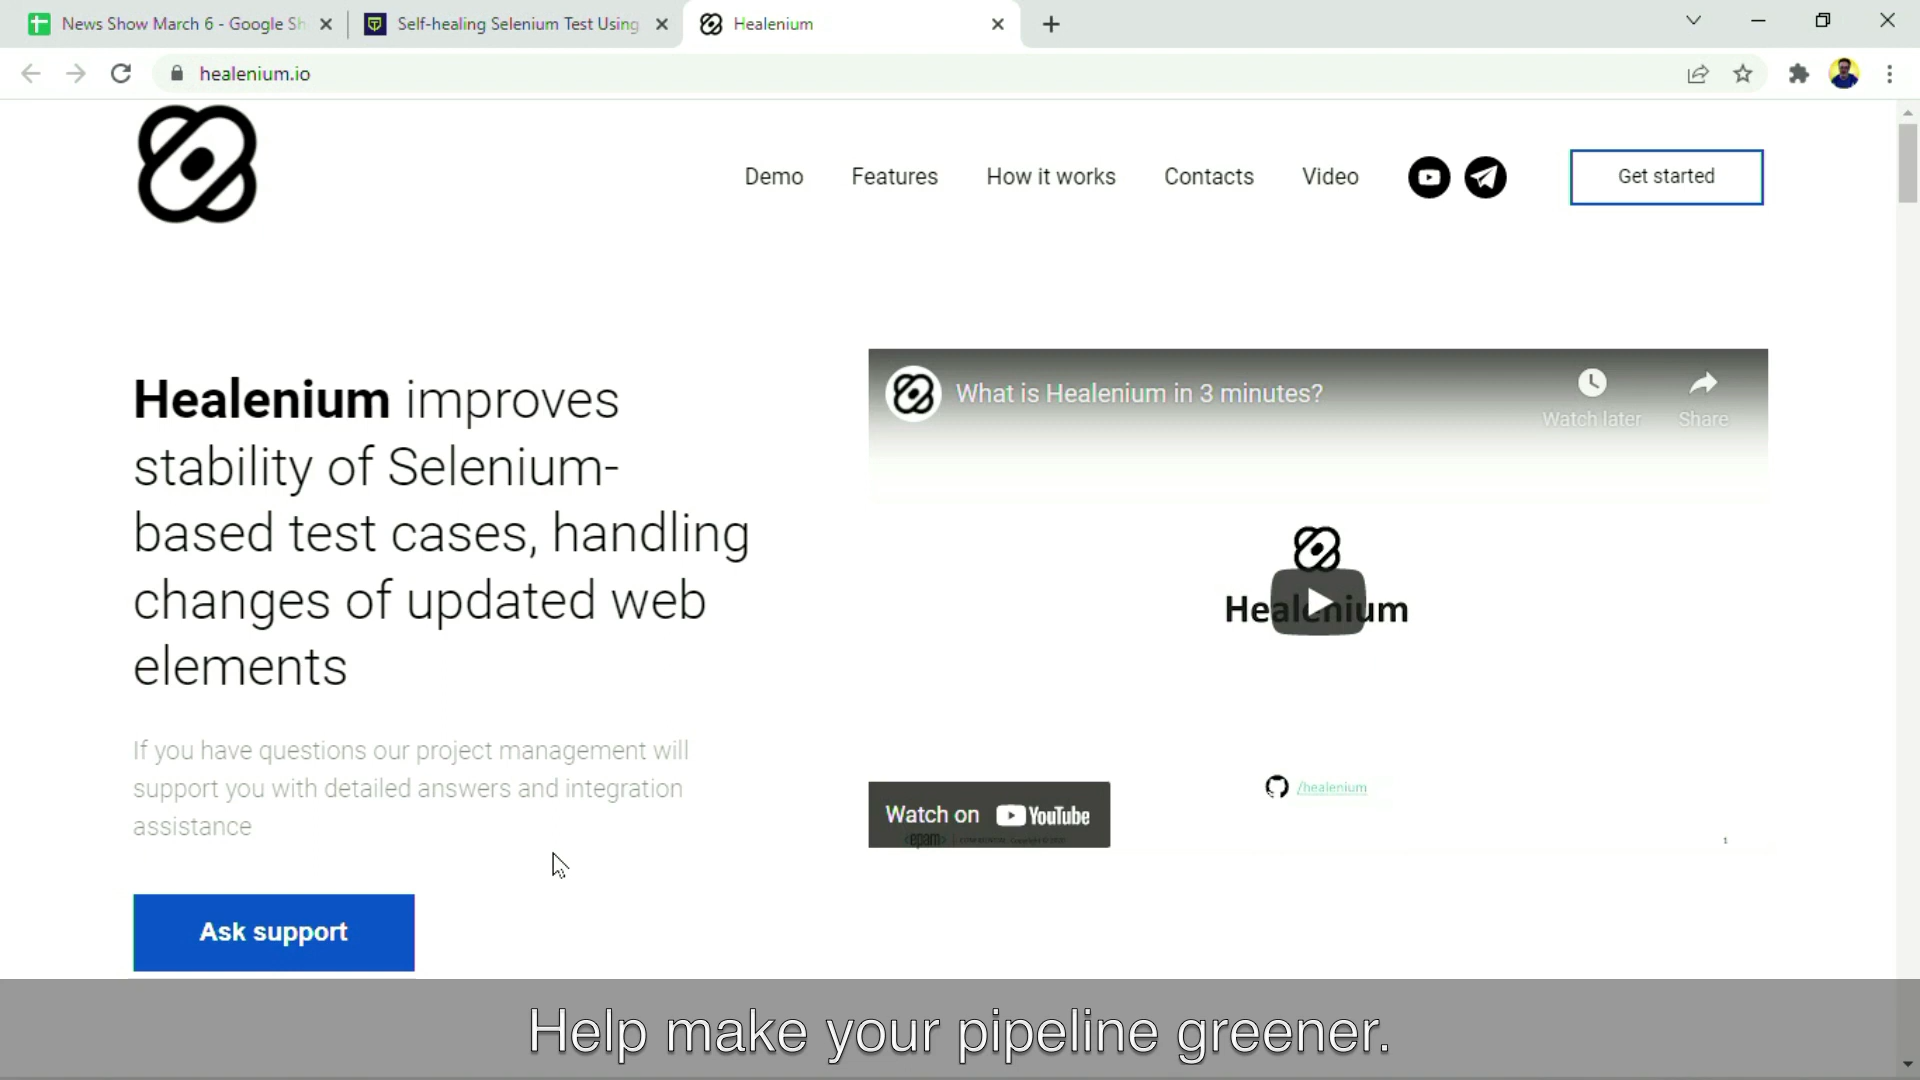 News Show March 6 - Google Sh
Self-healing Selenium Test Using
Healenium
healenium.io
Demo
Features
How it works
Contacts
Video
Get started
Healenium improves
stability of Selenium-
based test cases, handling
changes of updated web
elements
If you have questions our project management will
support you with detailed answers and integration
assistance
Ask support
What is Healenium in 3 minutes?
Watch later
Share
Healenium
/healenium
Watch on YouTube
<epam>
1
Help make your pipeline greener.